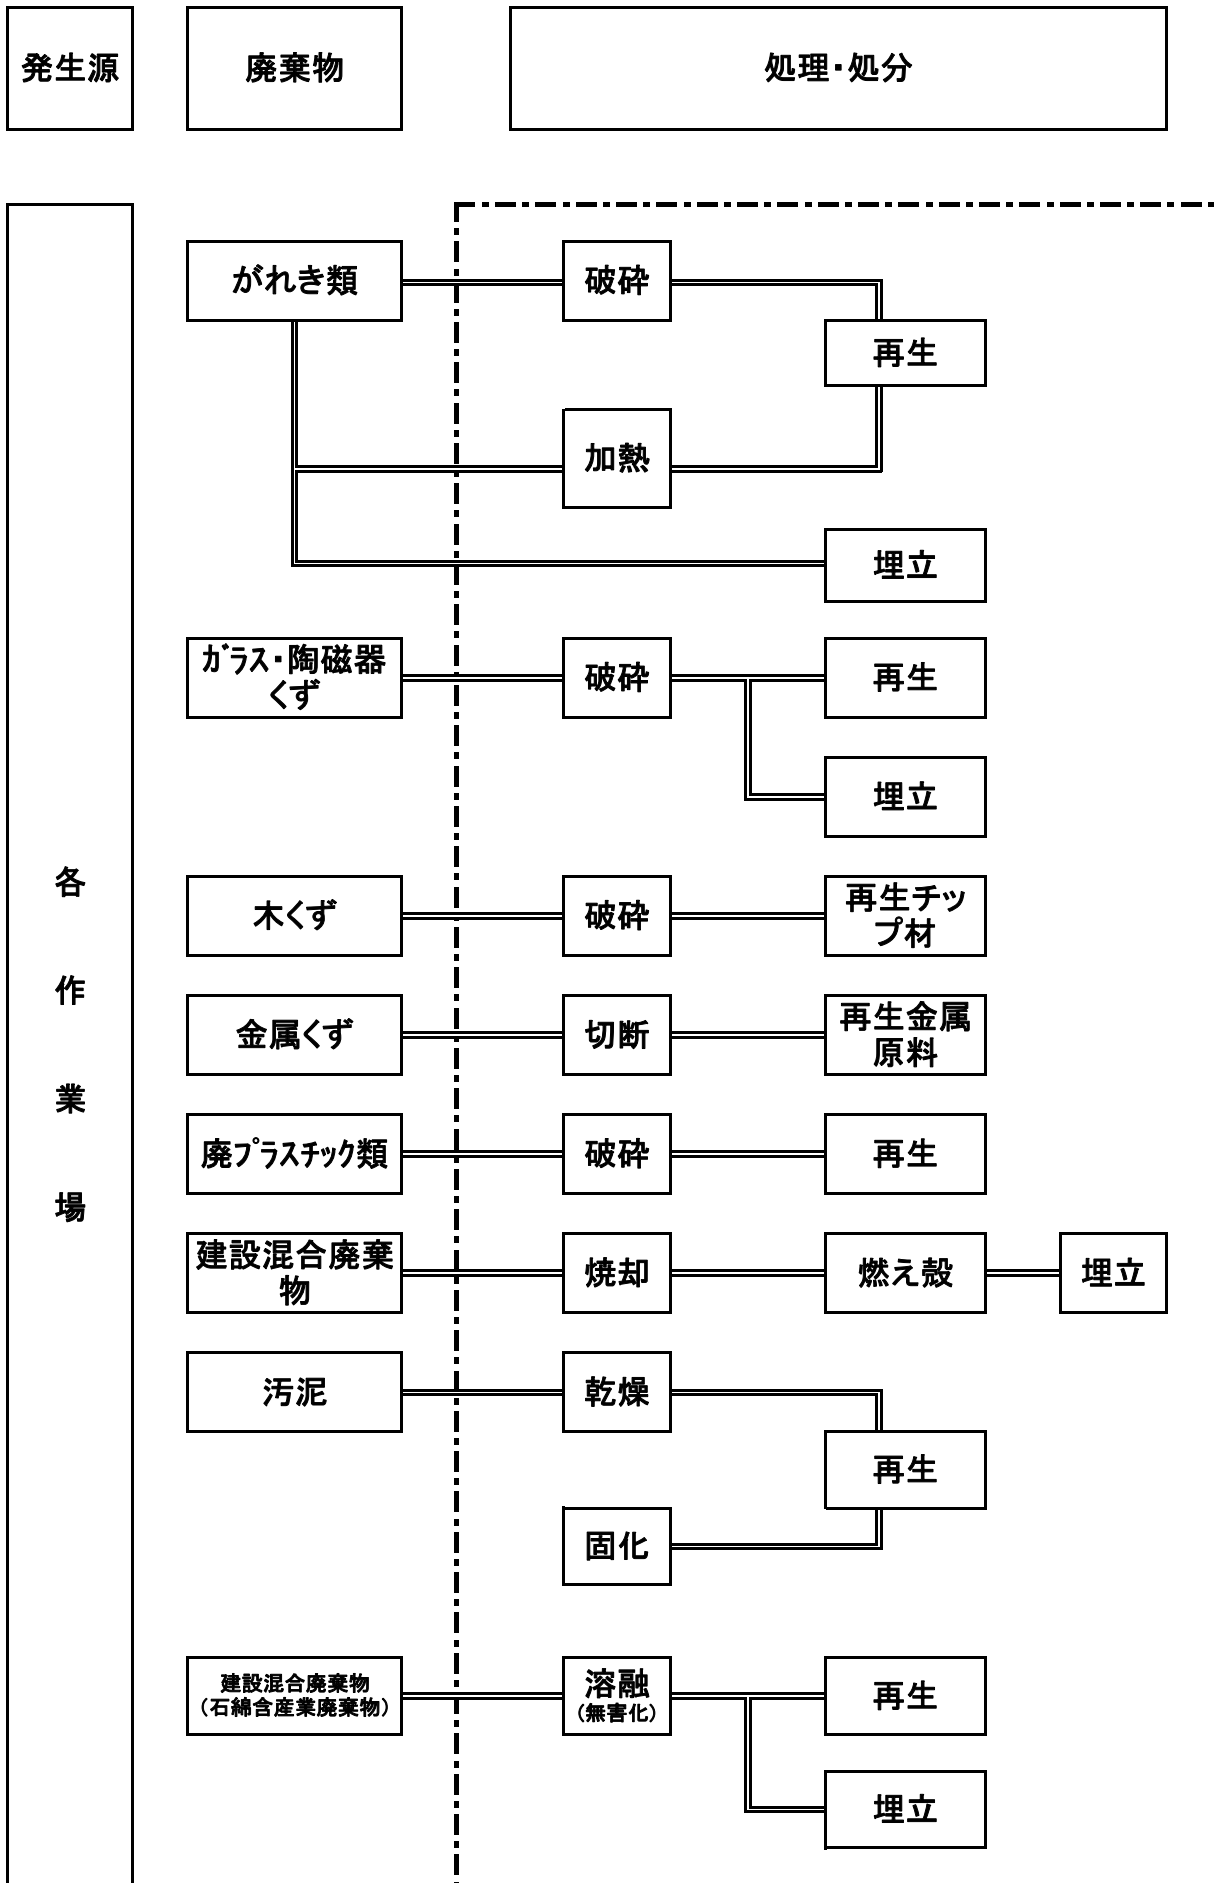 発生源
廃棄物
処理・処分
各
作
業
場
がれき類
破砕
再生
加熱
埋立
ｶﾞﾗｽ・陶磁器
くず
破砕
再生
埋立
木くず
破砕
再生チッ
プ材
金属くず
切断
再生金属
原料
廃ﾌﾟﾗｽﾁｯｸ類
破砕
再生
建設混合廃棄
物
焼却
燃え殻
埋立
汚泥
乾燥
再生
固化
建設混合廃棄物
（石綿含産業廃棄物）
溶融
（無害化）
再生
埋立